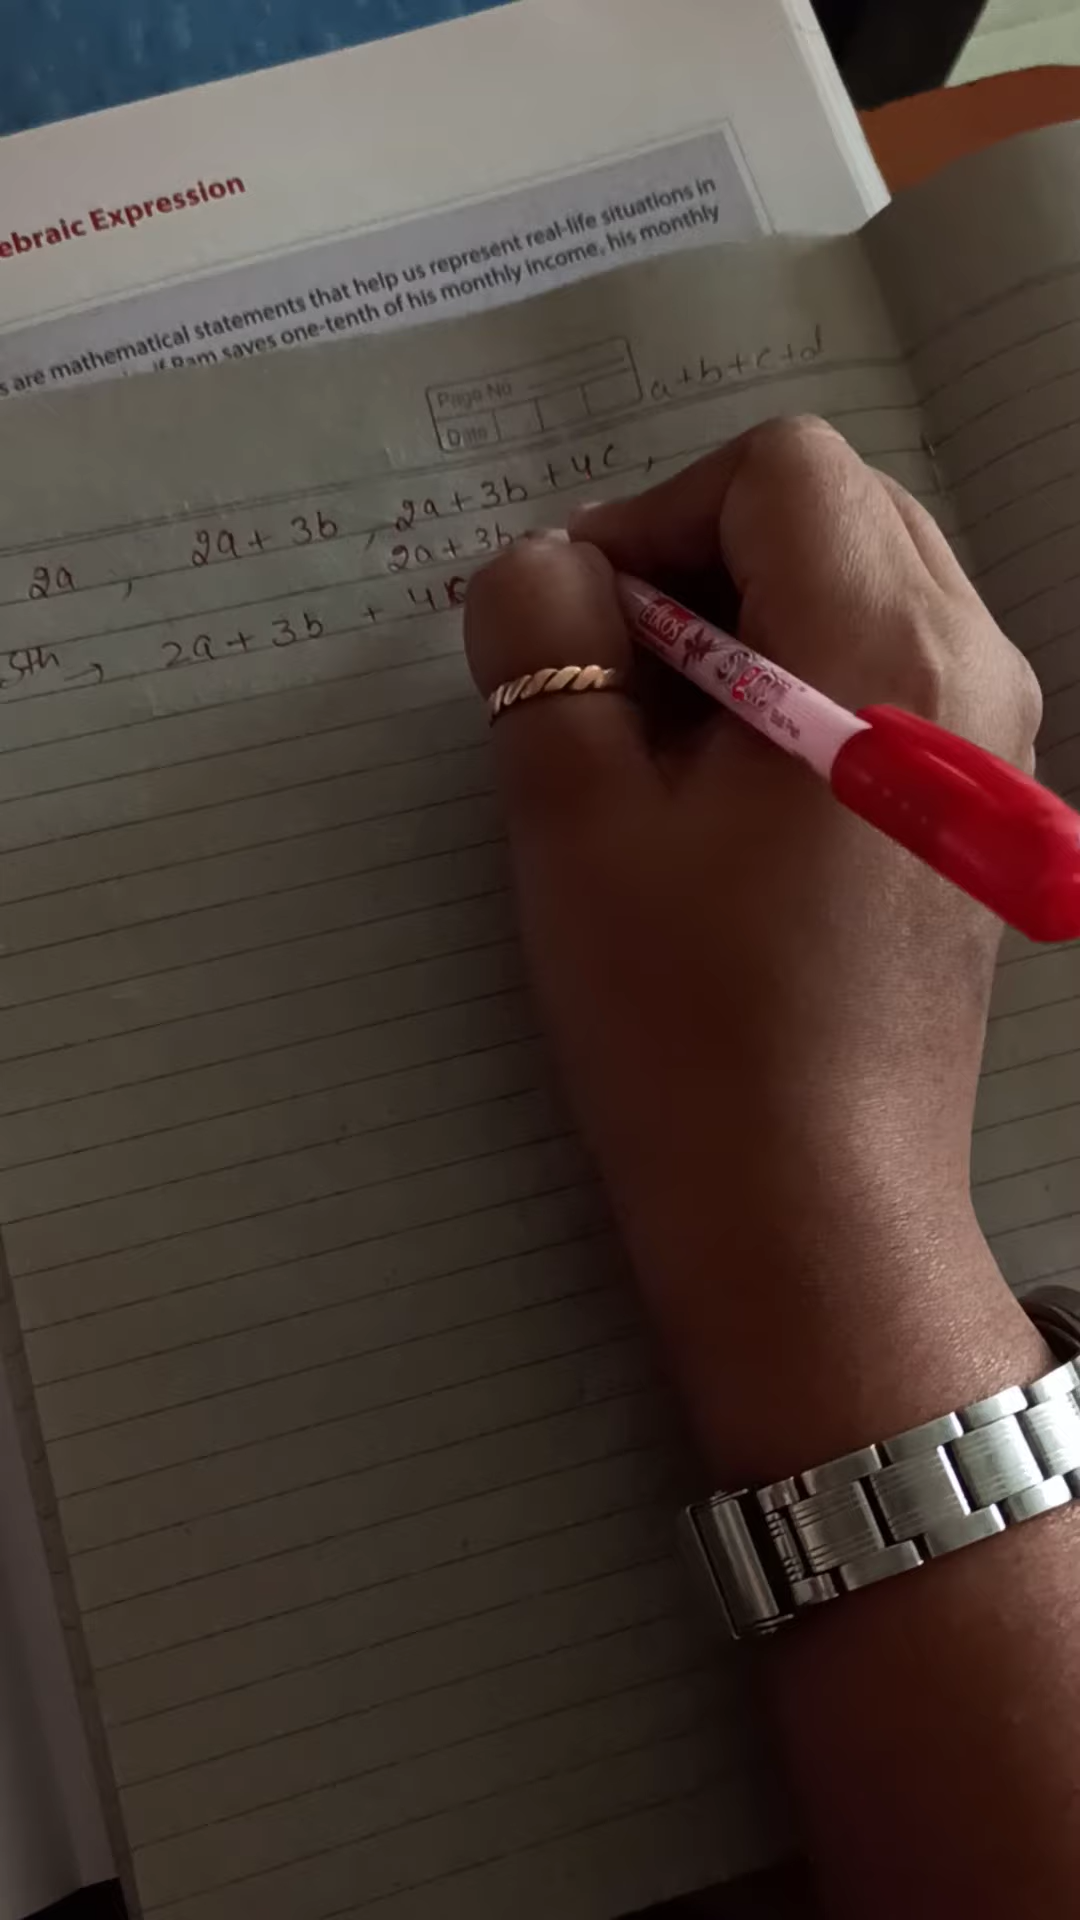 ebraic Expression
s are mathematical statements that help us represent real-life situations in
if Ram saves one-tenth of his monthly income, his monthly
Page No
Date
a+b+c+d
2a , 2a + 3b , 2a + 3b + 4c ,
2a + 3b
5th , 2a + 3b + 4
elkos